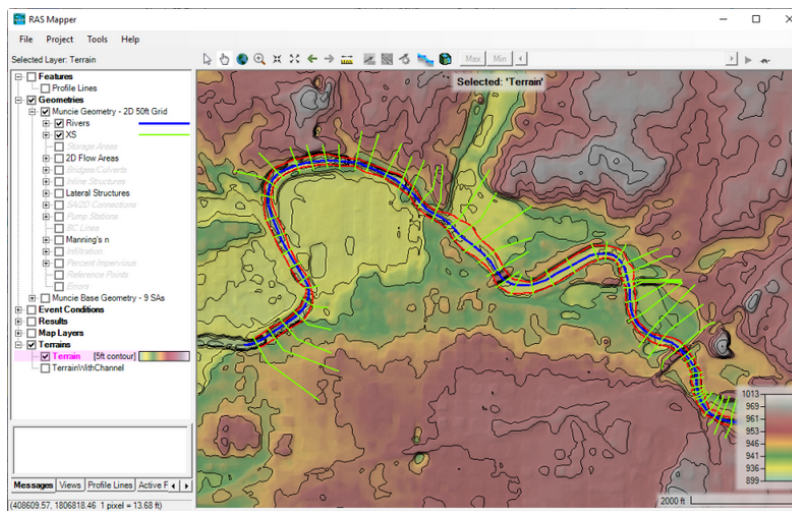 RAS Mapper
File Project Tools Help
Selected Layer: Terrain
Max Min
Selected: 'Terrain'
Features
Profile Lines
Geometries
Muncie Geometry - 2D 50ft Grid
Rivers
XS
Storage Areas
2D Flow Areas
Bridges/Culverts
Inline Structures
Lateral Structures
SA/2D Connections
Pump Stations
BC Lines
Manning's n
Infiltration
Percent Impervious
Reference Points
Errors
Muncie Base Geometry - 9 SAs
Event Conditions
Results
Map Layers
Terrains
Terrain [5ft contour]
TerrainWithChannel
1013
969
961
953
946
941
936
899
2000 ft
Messages Views Profile Lines Active F
(408609.57, 1806818.46 1 pixel = 13.68 ft)